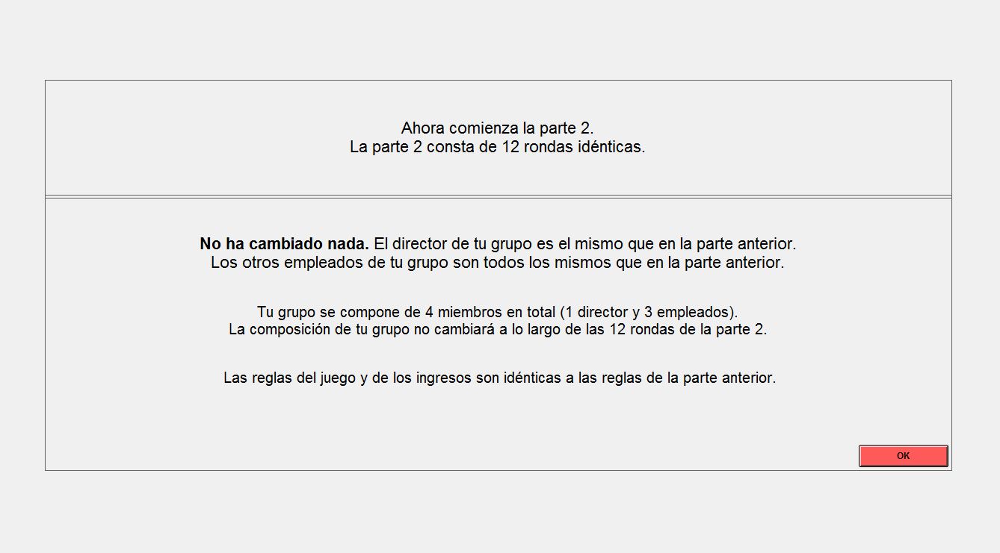 Ahora comienza la parte 2.
La parte 2 consta de 12 rondas idénticas.
No ha cambiado nada. El director de tu grupo es el mismo que en la parte anterior.
Los otros empleados de tu grupo son todos los mismos que en la parte anterior.
Tu grupo se compone de 4 miembros en total (1 director y 3 empleados).
La composición de tu grupo no cambiará a lo largo de las 12 rondas de la parte 2.
Las reglas del juego y de los ingresos son idénticas a las reglas de la parte anterior.
OK